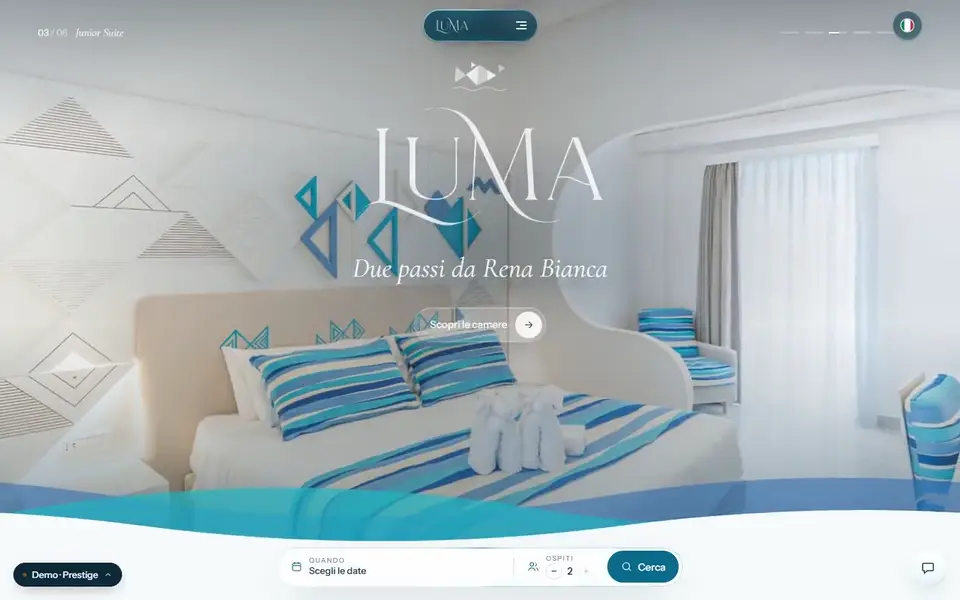 03 / 06 Junior Suite
LUMA
LUMA
Due passi da Rena Bianca
Scopri le camere
QUANDO
Scegli le date
OSPITI
− 2 +
Cerca
Demo · Prestige